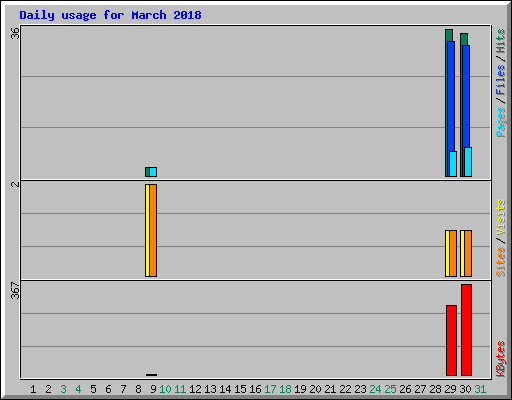 Daily usage for March 2018
36
Pages / Files / Hits
2
Sites / Visits
367
KBytes
1 2 3 4 5 6 7 8 9 10 11 12 13 14 15 16 17 18 19 20 21 22 23 24 25 26 27 28 29 30 31